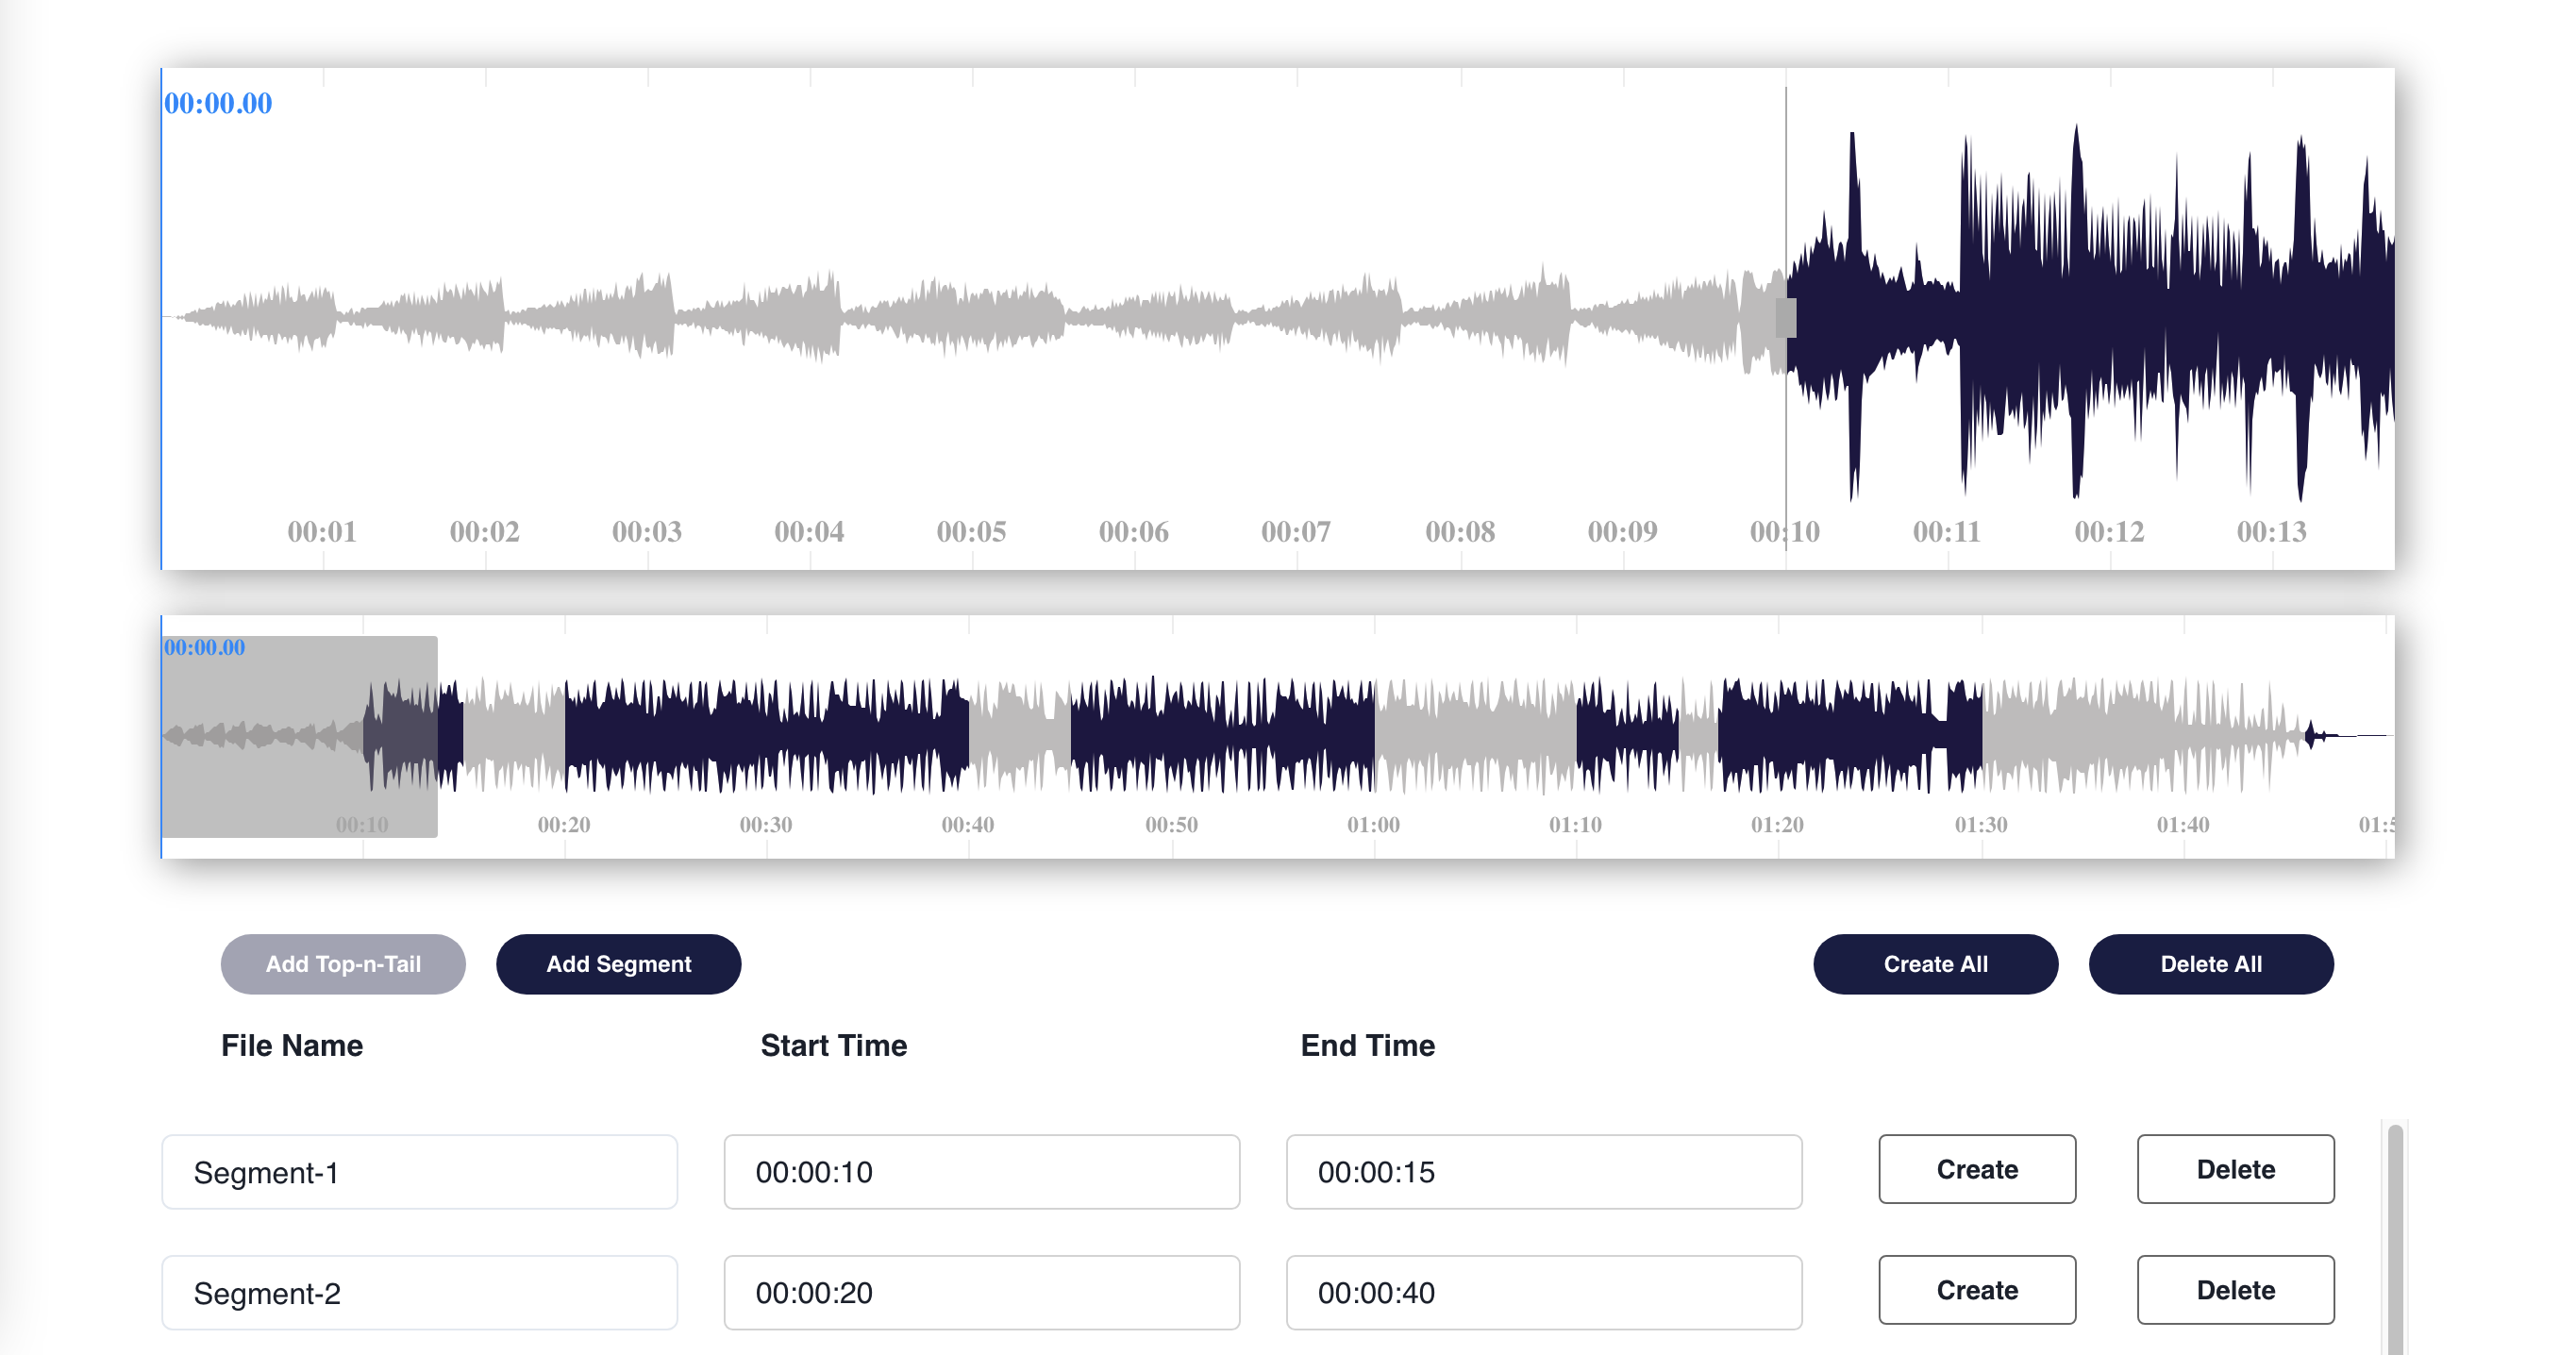 00:00.00
00:01 00:02 00:03 00:04 00:05 00:06 00:07 00:08 00:09 00:10 00:11 00:12 00:13
00:00.00
00:10 00:20 00:30 00:40 00:50 01:00 01:10 01:20 01:30 01:40 01:5
Add Top-n-Tail Add Segment Create All Delete All
File Name Start Time End Time
Segment-1 00:00:10 00:00:15 Create Delete
Segment-2 00:00:20 00:00:40 Create Delete